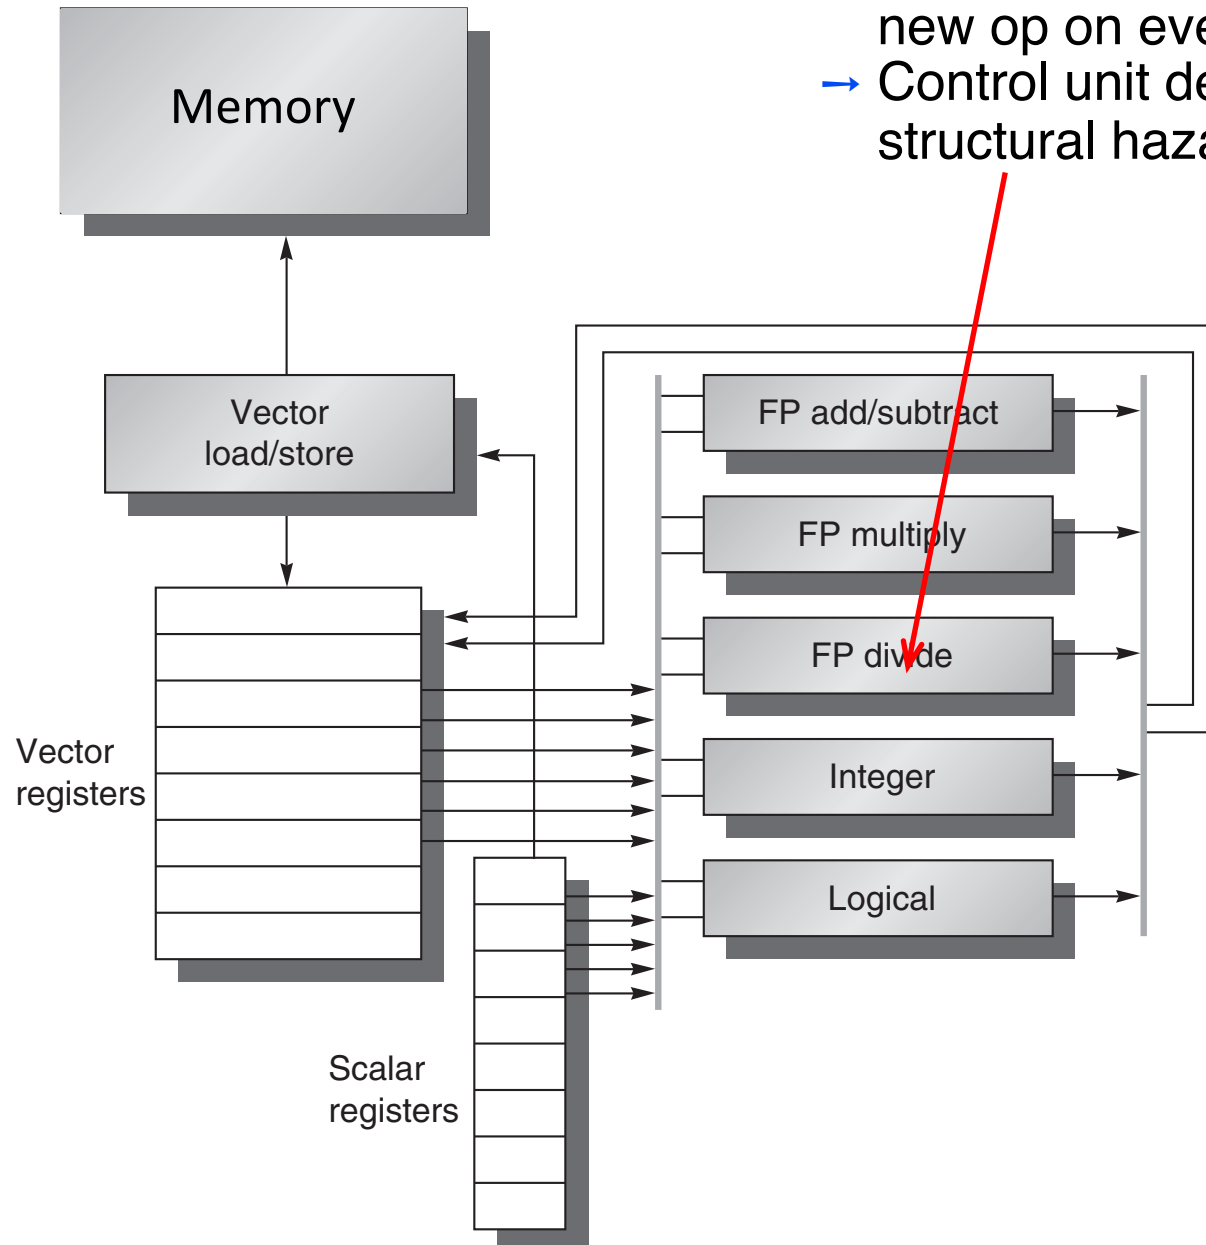 new op on eve
→ Control unit de
structural haza
Memory
Vector
load/store
FP add/subtract
FP multiply
FP divide
Integer
Logical
Vector
registers
Scalar
registers